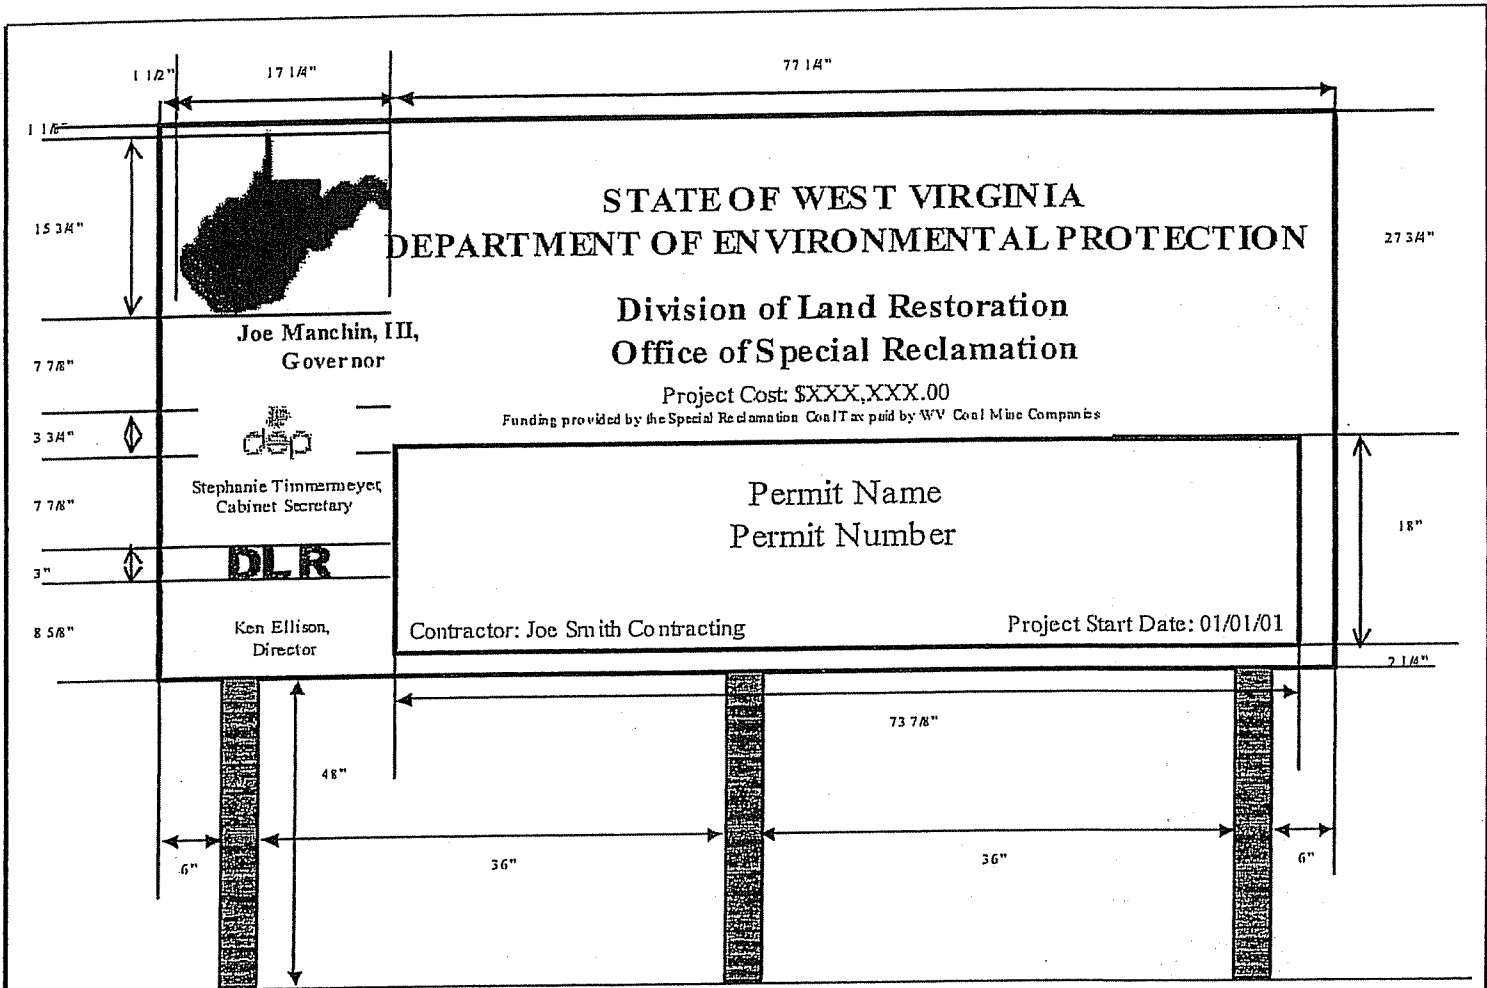 1 1/2"
17 1/4"
77 1/4"
1 1/8"
15 3/4"
STATE OF WEST VIRGINIA
DEPARTMENT OF ENVIRONMENTAL PROTECTION
27 3/4"
Division of Land Restoration
Office of Special Reclamation
Joe Manchin, III,
Governor
7 7/8"
Project Cost: $XXX,XXX.00
Funding provided by the Special Reclamation Coal Tax paid by WV Coal Mine Companies
3 3/4"
dep
Stephanie Timmermeyer,
Cabinet Secretary
7 7/8"
Permit Name
Permit Number
18"
DLR
3"
8 5/8"
Ken Ellison,
Director
Contractor: Joe Smith Contracting
Project Start Date: 01/01/01
2 1/4"
73 7/8"
48"
6"
36"
36"
6"